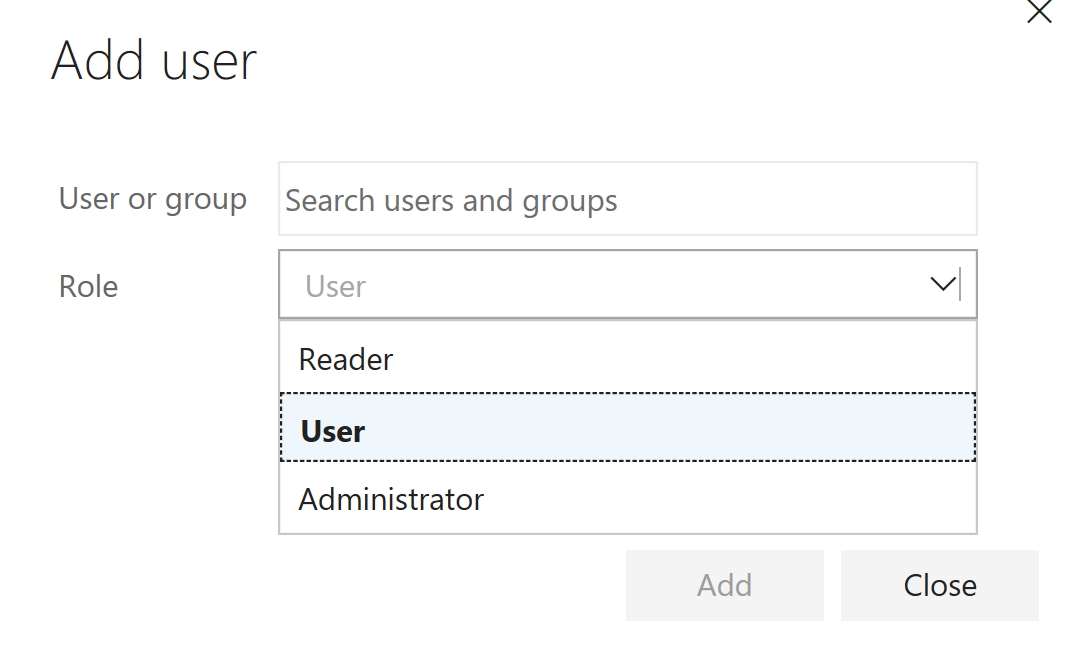 Add user
User or group
Search users and groups
Role
User
Reader
User
Administrator
Add
Close